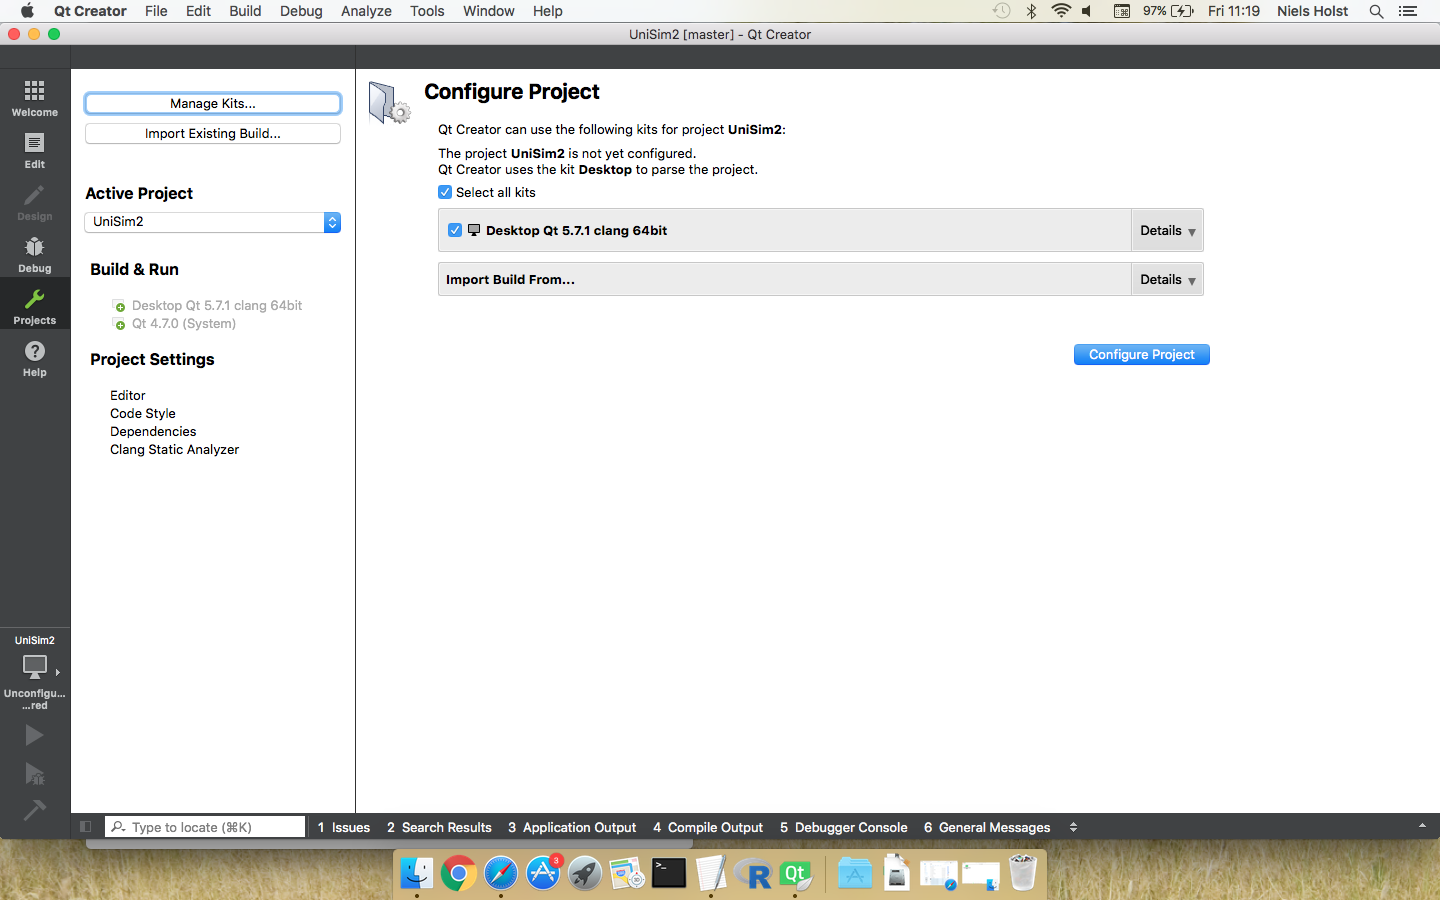 Qt Creator File Edit Build Debug Analyze Tools Window Help 97% Fri 11:19 Niels Holst
UniSim2 [master] - Qt Creator
Welcome
Edit
Design
Debug
Projects
Help
Manage Kits...
Import Existing Build...
Active Project
UniSim2
Build & Run
Desktop Qt 5.7.1 clang 64bit
Qt 4.7.0 (System)
Project Settings
Editor
Code Style
Dependencies
Clang Static Analyzer
Configure Project
Qt Creator can use the following kits for project UniSim2:
The project UniSim2 is not yet configured.
Qt Creator uses the kit Desktop to parse the project.
Select all kits
Desktop Qt 5.7.1 clang 64bit Details
Import Build From... Details
Configure Project
UniSim2
Unconfigu...
...red
Type to locate (⌘K) 1 Issues 2 Search Results 3 Application Output 4 Compile Output 5 Debugger Console 6 General Messages
3
>_
R
Qt